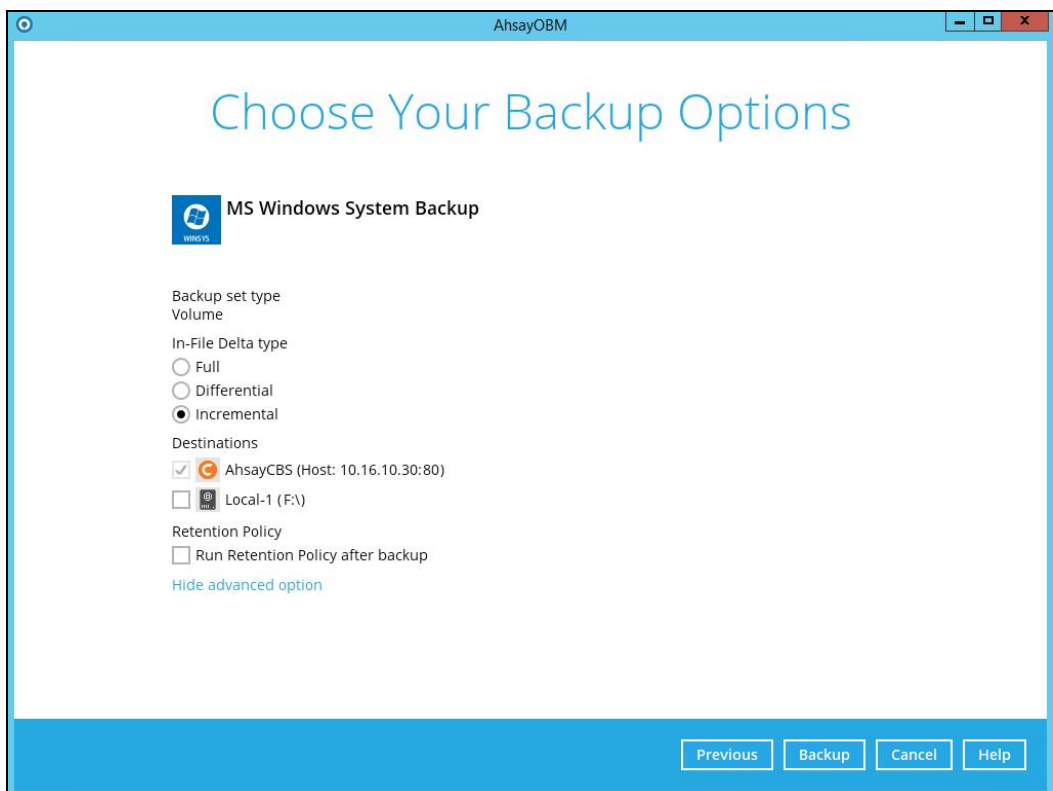 AhsayOBM
Choose Your Backup Options
MS Windows System Backup
WINSYS
Backup set type
Volume
In-File Delta type
Full
Differential
Incremental
Destinations
AhsayCBS (Host: 10.16.10.30:80)
Local-1 (F:\)
Retention Policy
Run Retention Policy after backup
Hide advanced option
Previous Backup Cancel Help